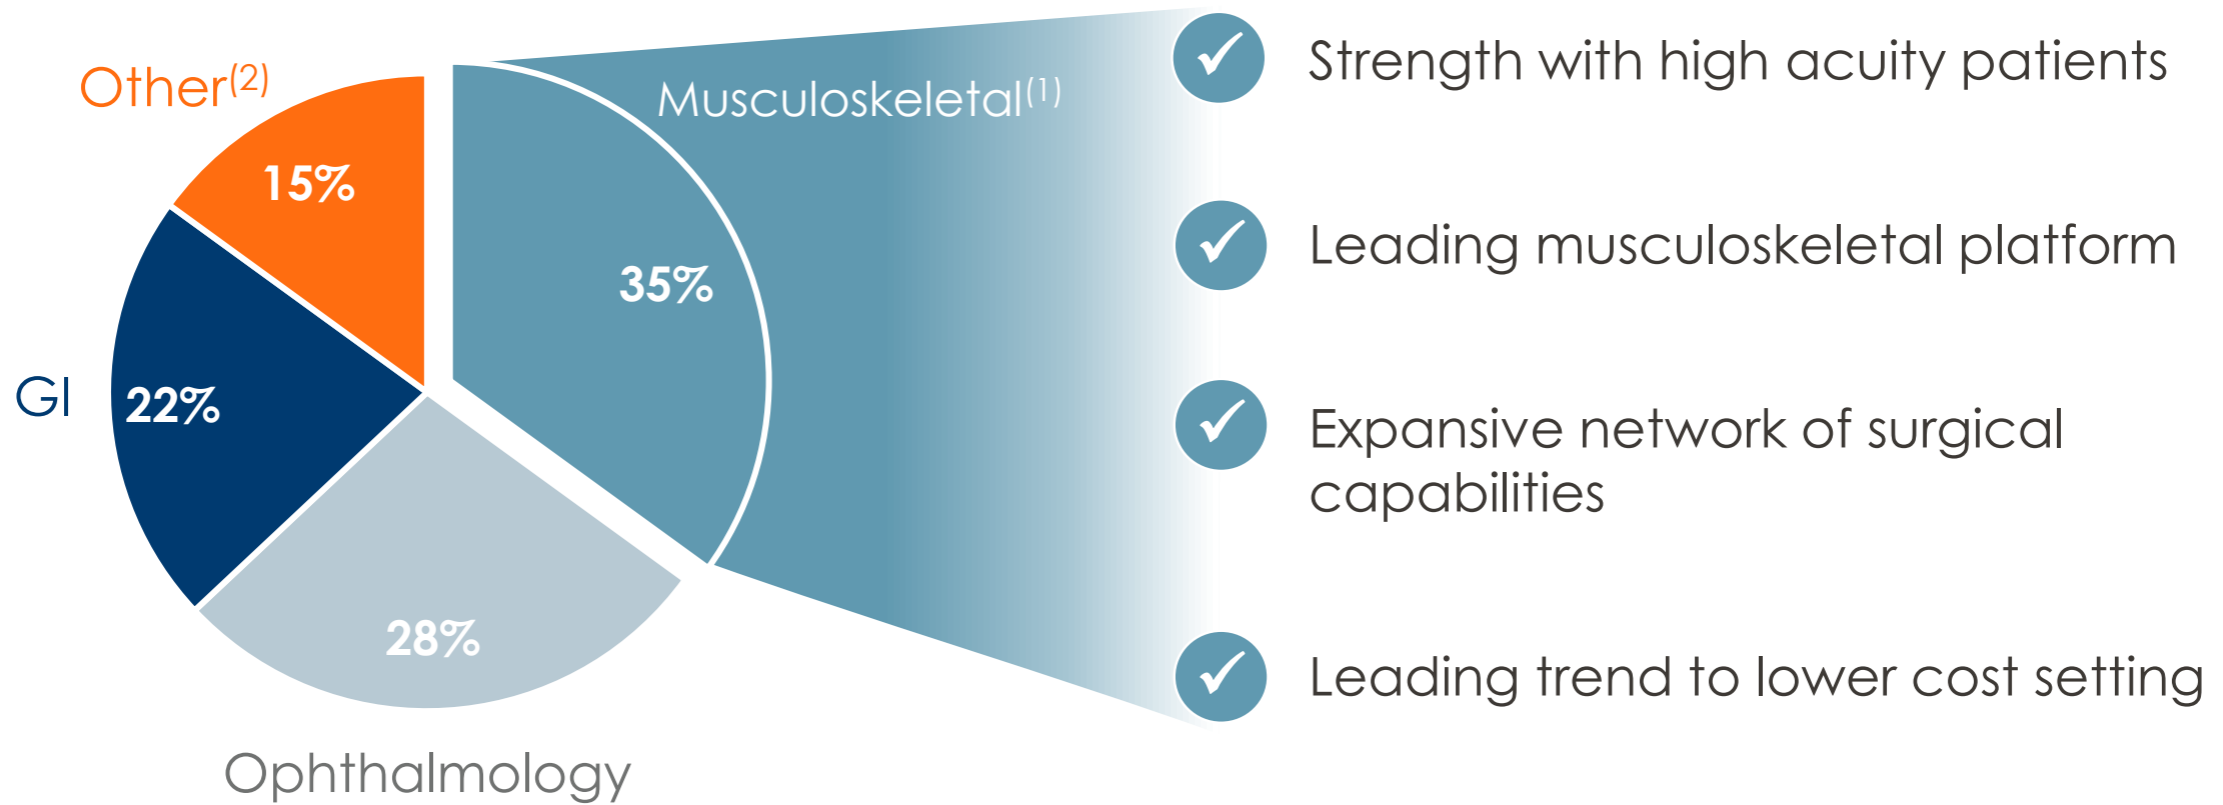 Other(2)
15%
GI
22%
28%
Ophthalmology
Musculoskeletal(1)
35%
Strength with high acuity patients
Leading musculoskeletal platform
Expansive network of surgical
capabilities
Leading trend to lower cost setting